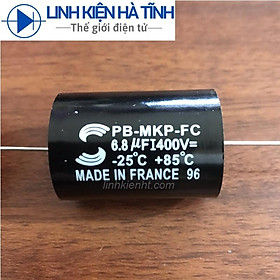 LINH KIỆN HÀ TĨNH
Thế giới điện tử
PB-MKP-FC
6.8 µFI400V=
-25°C +85°C
MADE IN FRANCE 96
linhkienht.com